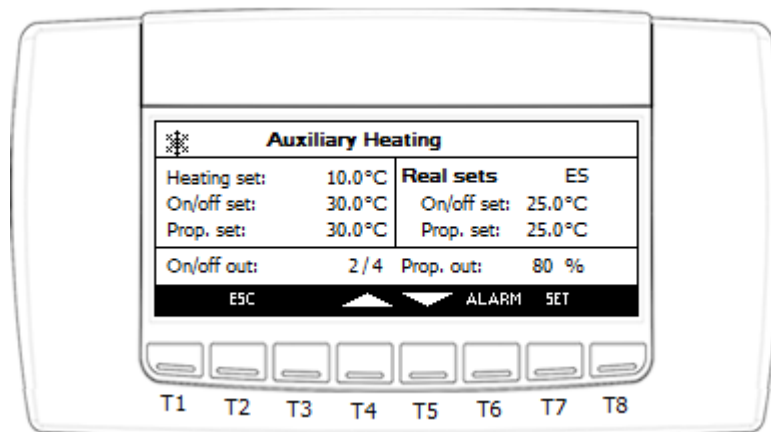 Auxiliary Heating
Heating set: 10.0°C Real sets ES
On/off set: 30.0°C On/off set: 25.0°C
Prop. set: 30.0°C Prop. set: 25.0°C
On/off out: 2/4 Prop. out: 80 %
ESC ALARM SET
T1 T2 T3 T4 T5 T6 T7 T8